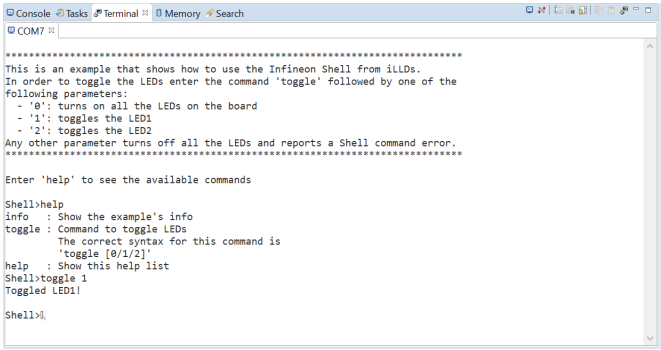 Console Tasks Terminal Memory Search
COM7
******************************************************************************
This is an example that shows how to use the Infineon Shell from iLLDs.
In order to toggle the LEDs enter the command 'toggle' followed by one of the
following parameters:
- '0': turns on all the LEDs on the board
- '1': toggles the LED1
- '2': toggles the LED2
Any other parameter turns off all the LEDs and reports a Shell command error.
******************************************************************************
Enter 'help' to see the available commands
Shell>help
info   : Show the example's info
toggle : Command to toggle LEDs
The correct syntax for this command is
'toggle [0/1/2]'
help   : Show this help list
Shell>toggle 1
Toggled LED1!
Shell>